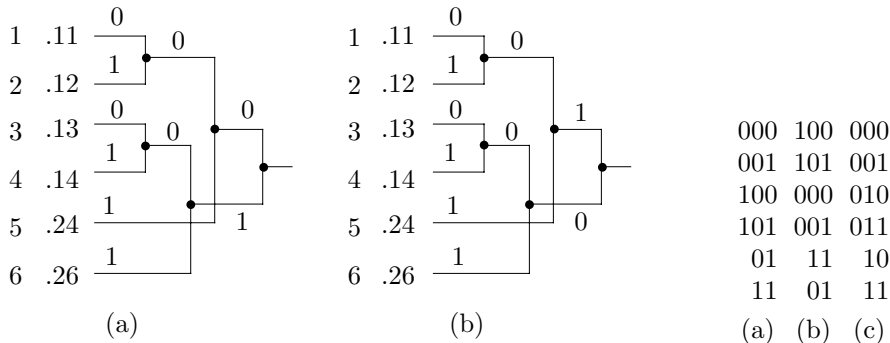 0 0
1 .11 0 1 .11 0
1 1
2 .12 2 .12
0 0 0 1
3 .13 0 3 .13 0 000 100 000
1 1 001 101 001
4 .14 4 .14
100 000 010
1 1 1 0
5 .24 5 .24 101 001 011
1 1 01 11 10
6 .26 6 .26
11 01 11
(a) (b) (a) (b) (c)